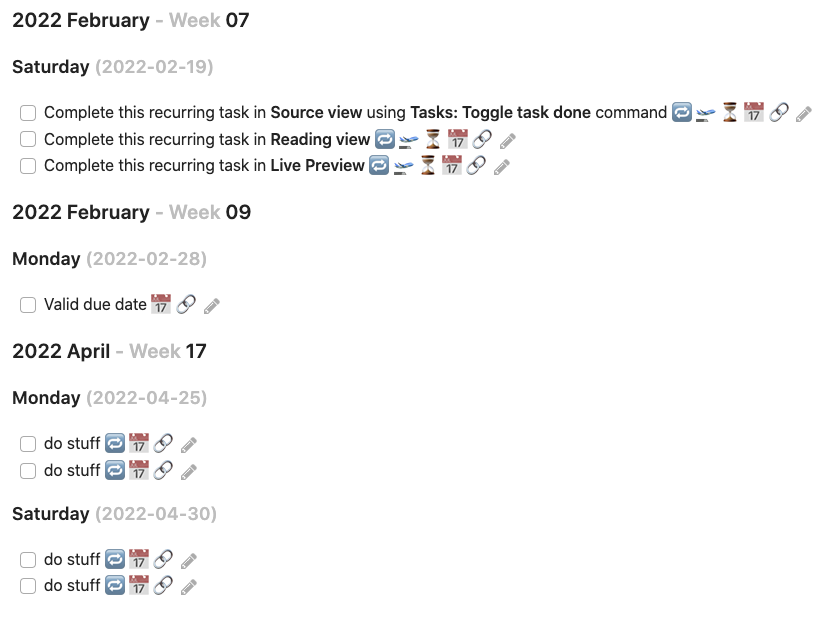 2022 February - Week 07
Saturday (2022-02-19)
Complete this recurring task in Source view using Tasks: Toggle task done command 🔁 🛫 ⏳ 📅 🔗
Complete this recurring task in Reading view 🔁 🛫 ⏳ 📅 🔗
Complete this recurring task in Live Preview 🔁 🛫 ⏳ 📅 🔗
2022 February - Week 09
Monday (2022-02-28)
Valid due date 📅 🔗
2022 April - Week 17
Monday (2022-04-25)
do stuff 🔁 📅 🔗
do stuff 🔁 📅 🔗
Saturday (2022-04-30)
do stuff 🔁 📅 🔗
do stuff 🔁 📅 🔗